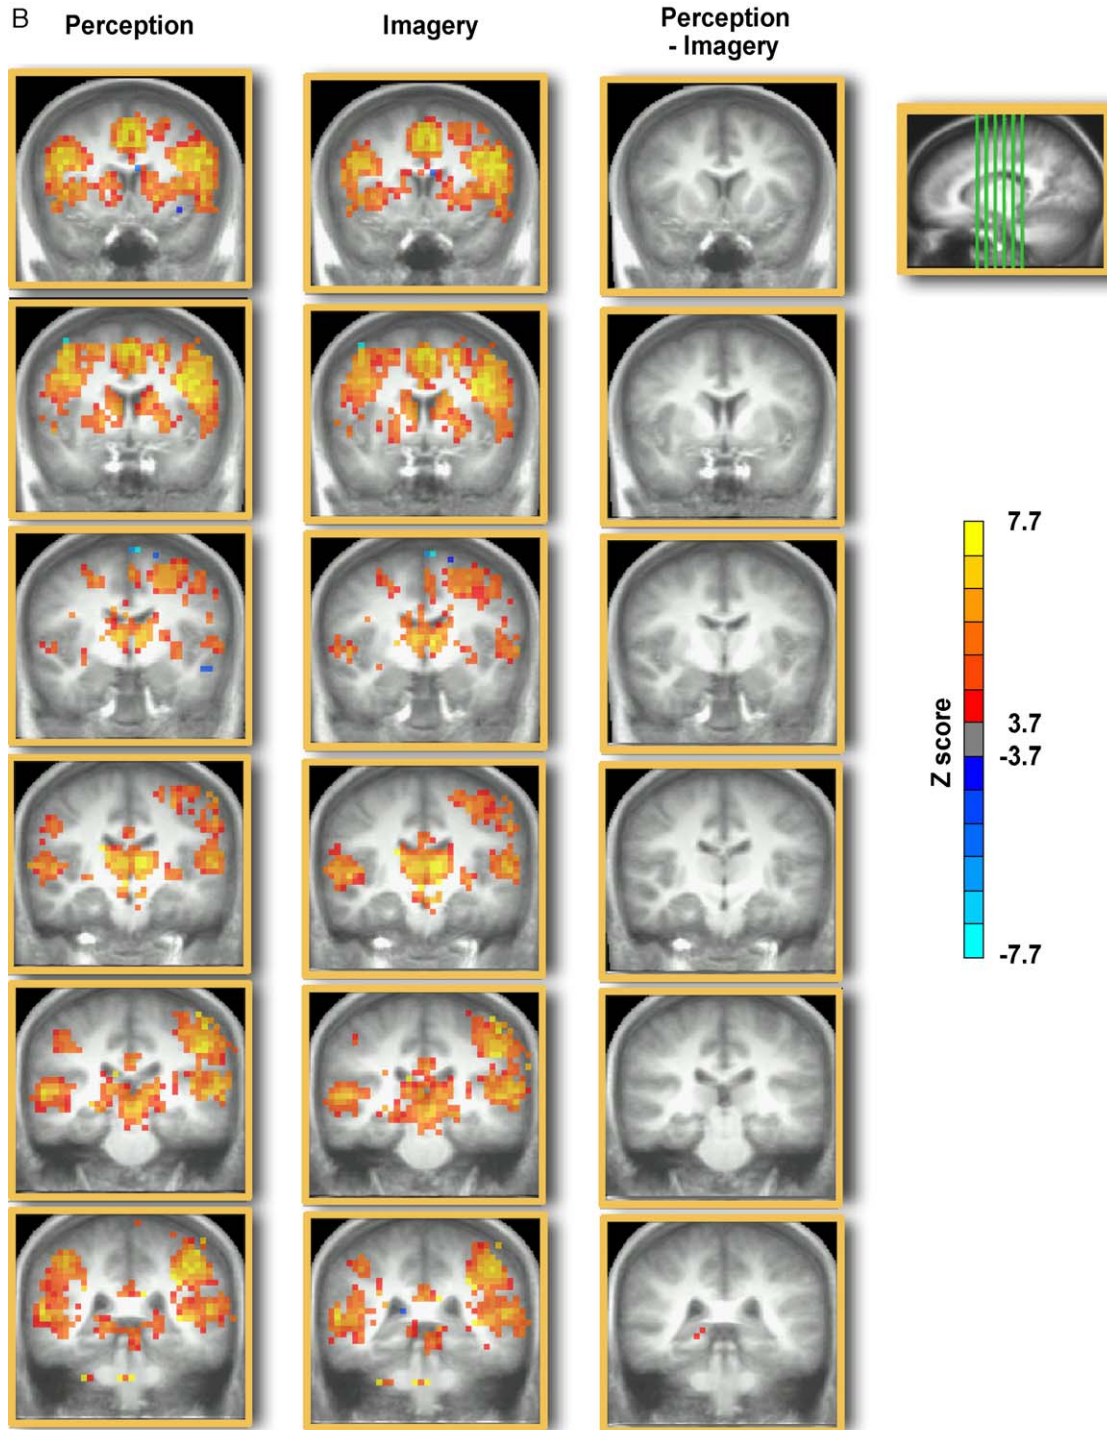 B
Perception
Imagery
Perception
- Imagery
7.7
3.7
-3.7
-7.7
Z score